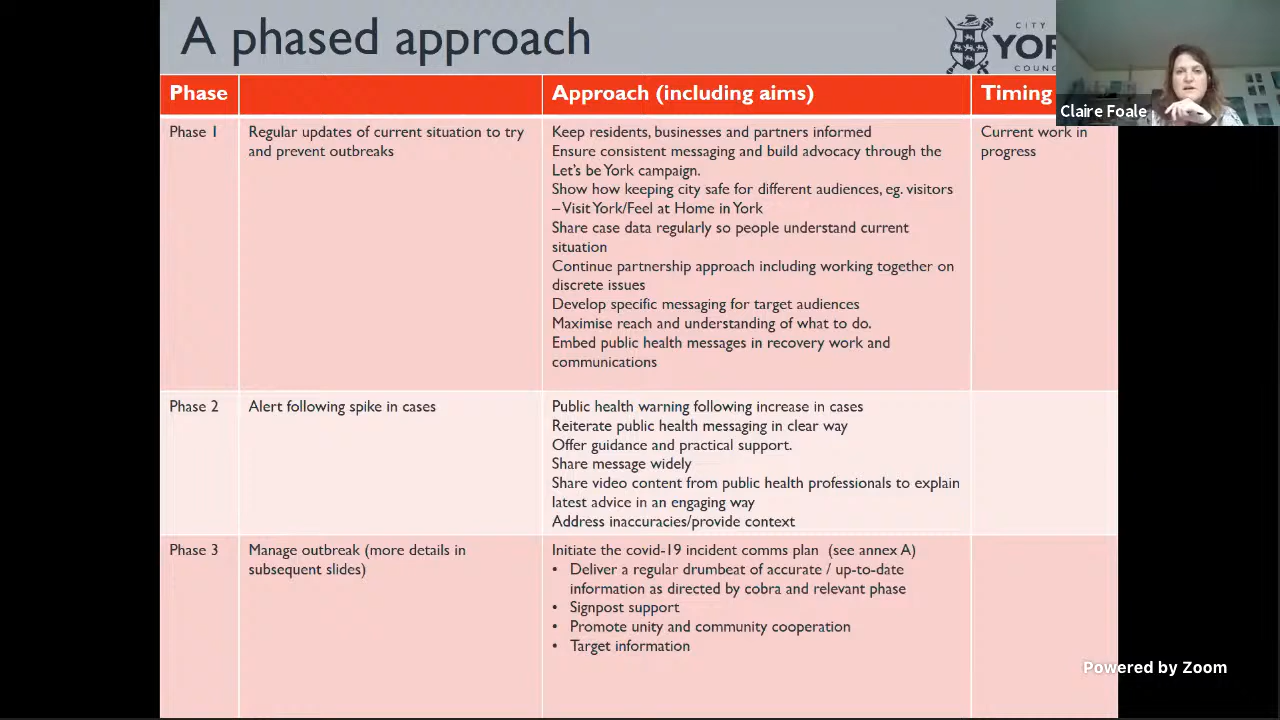 A phased approach
CITY
YOR
COUNC
Claire Foale
Phase
Approach (including aims)
Timing
Phase 1
Regular updates of current situation to try
and prevent outbreaks
Keep residents, businesses and partners informed
Ensure consistent messaging and build advocacy through the
Let's be York campaign.
Show how keeping city safe for different audiences, eg. visitors
–Visit York/Feel at Home in York
Share case data regularly so people understand current
situation
Continue partnership approach including working together on
discrete issues
Develop specific messaging for target audiences
Maximise reach and understanding of what to do.
Embed public health messages in recovery work and
communications
Current work in
progress
Phase 2
Alert following spike in cases
Public health warning following increase in cases
Reiterate public health messaging in clear way
Offer guidance and practical support.
Share message widely
Share video content from public health professionals to explain
latest advice in an engaging way
Address inaccuracies/provide context
Phase 3
Manage outbreak (more details in
subsequent slides)
Initiate the covid-19 incident comms plan (see annex A)
• Deliver a regular drumbeat of accurate / up-to-date
information as directed by cobra and relevant phase
• Signpost support
• Promote unity and community cooperation
• Target information
Powered by Zoom